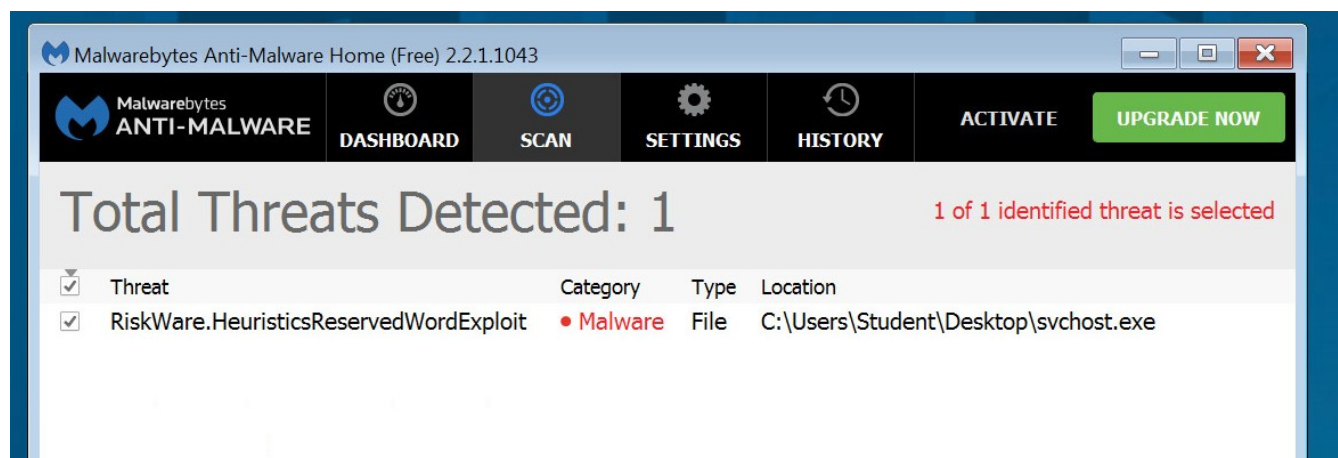 Malwarebytes Anti-Malware Home (Free) 2.2.1.1043
Malwarebytes
ANTI-MALWARE
DASHBOARD
SCAN
SETTINGS
HISTORY
ACTIVATE
UPGRADE NOW
Total Threats Detected: 1
1 of 1 identified threat is selected
Threat Category Type Location
RiskWare.HeuristicsReservedWordExploit • Malware File C:\Users\Student\Desktop\svchost.exe